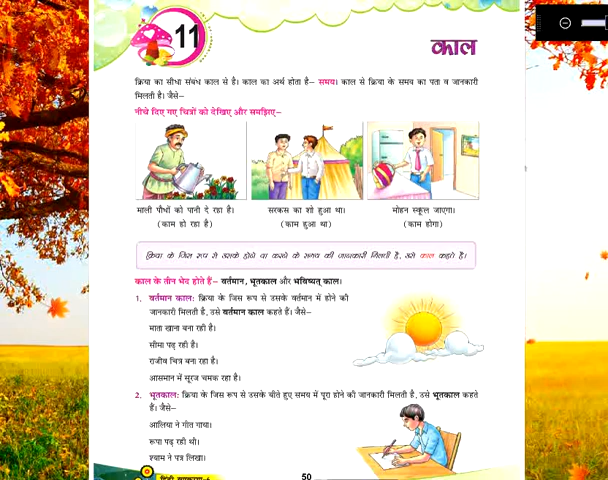 11
काल
क्रिया का सीधा संबंध काल से है। काल का अर्थ होता है– समय। काल से क्रिया के समय का पता व जानकारी
मिलती है। जैसे–
नीचे दिए गए चित्रों को देखिए और समझिए–
माली पौधों को पानी दे रहा है।
(काम हो रहा है)
सरकस का शो हुआ था।
(काम हुआ था)
मोहन स्कूल जाएगा।
(काम होगा)
क्रिया के जिस रूप से उसके होने या करने के समय की जानकारी मिलती है, उसे काल कहते हैं।
काल के तीन भेद होते हैं– वर्तमान, भूतकाल और भविष्यत् काल।
1. वर्तमान काल: क्रिया के जिस रूप से उसके वर्तमान में होने की
जानकारी मिलती है, उसे वर्तमान काल कहते हैं। जैसे–
माता खाना बना रही है।
सीमा पढ़ रही है।
राजीव चित्र बना रहा है।
आसमान में सूरज चमक रहा है।
2. भूतकाल: क्रिया के जिस रूप से उसके बीते हुए समय में पूरा होने की जानकारी मिलती है, उसे भूतकाल कहते
हैं। जैसे–
आलिया ने गीत गाया।
रूपा पढ़ रही थी।
श्याम ने पत्र लिखा।
50